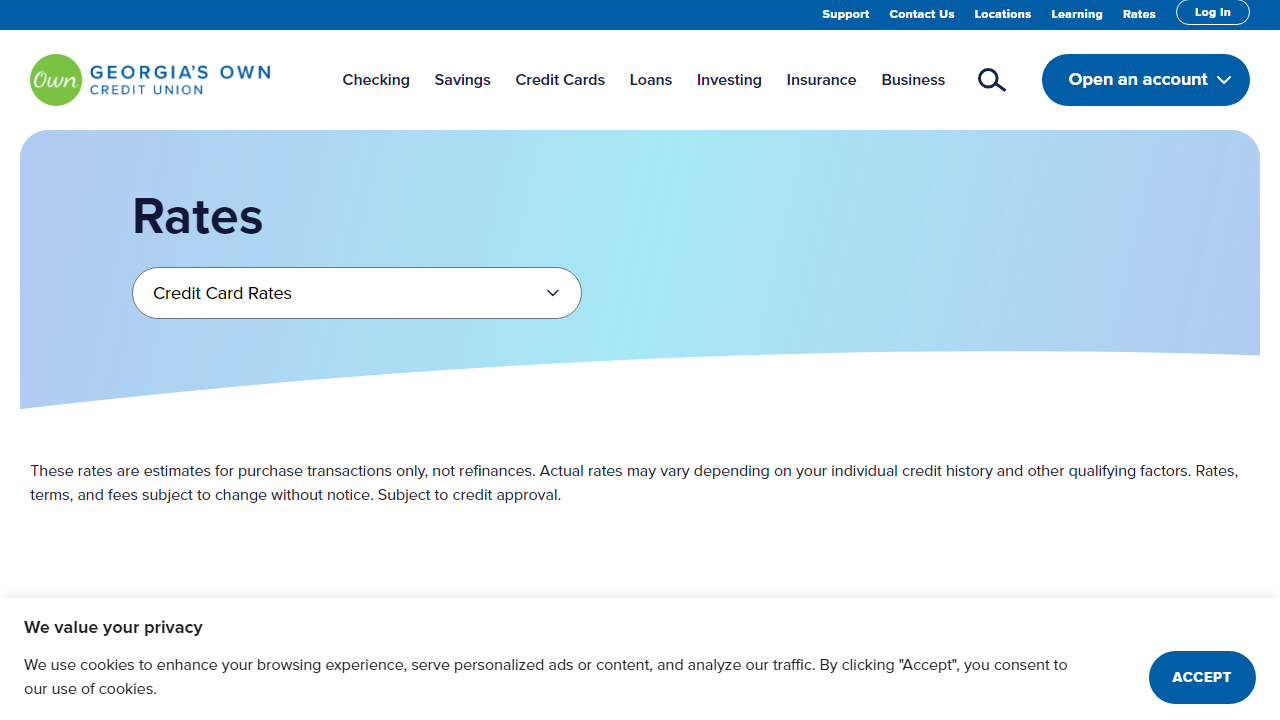 Support Contact Us Locations Learning Rates Log In
Own GEORGIA'S OWN
CREDIT UNION
Checking Savings Credit Cards Loans Investing Insurance Business
Open an account
Rates
Credit Card Rates
These rates are estimates for purchase transactions only, not refinances. Actual rates may vary depending on your individual credit history and other qualifying factors. Rates,
terms, and fees subject to change without notice. Subject to credit approval.
We value your privacy
We use cookies to enhance your browsing experience, serve personalized ads or content, and analyze our traffic. By clicking "Accept", you consent to
our use of cookies.
ACCEPT